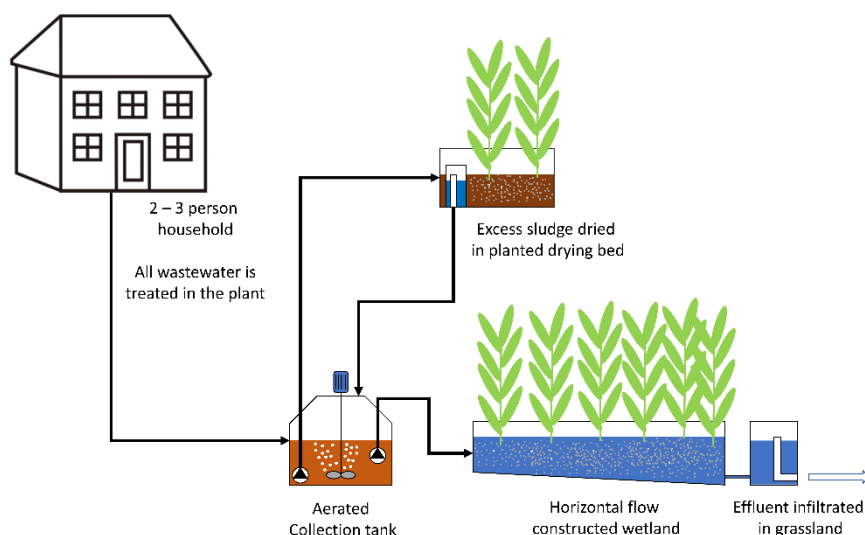 2 – 3 person
household
All wastewater is
treated in the plant
Excess sludge dried
in planted drying bed
Aerated
Collection tank
Horizontal flow
constructed wetland
Effluent infiltrated
in grassland